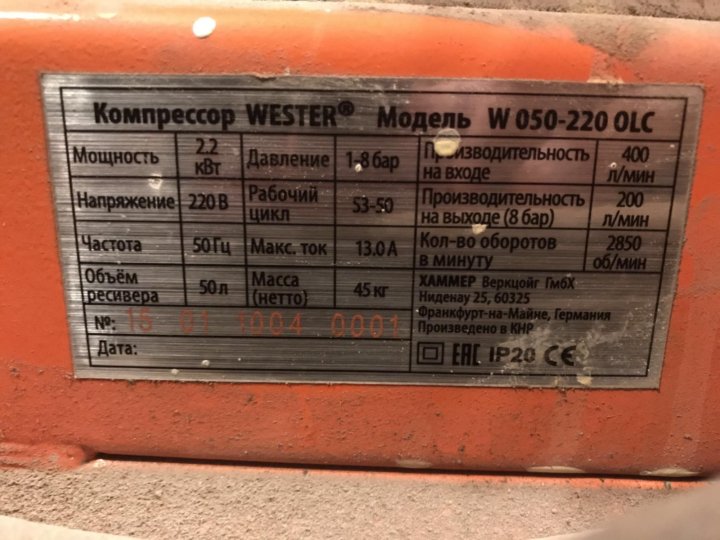 Компрессор WESTER® Модель W 050-220 OLC
Мощность 2.2 кВт Давление 1-8 бар Производительность на входе 400 л/мин
Напряжение 220 В Рабочий цикл S3-50 Производительность на выходе (8 бар) 200 л/мин
Частота 50 Гц Макс. ток 13.0 А Кол-во оборотов в минуту 2850 об/мин
Объём ресивера 50 л Масса (нетто) 45 кг
ХАММЕР Веркцойг ГмбХ
Ниденау 25, 60325
Франкфурт-на-Майне, Германия
Произведено в КНР
№: 15 01 1004 0001
Дата:
EAC IP20 CE